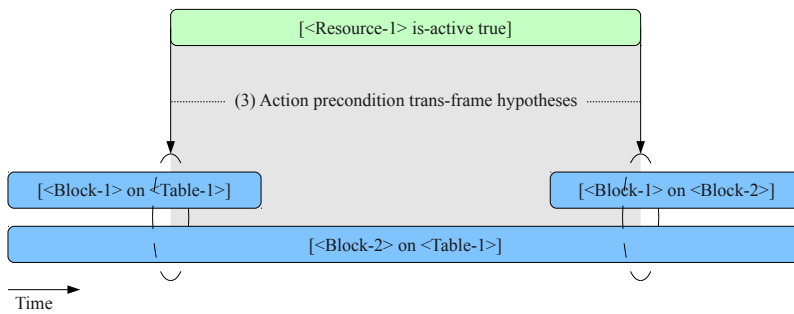 [<Resource-1> is-active true]
(3) Action precondition trans-frame hypotheses
[<Block-1> on <Table-1>]
[<Block-1> on <Block-2>]
[<Block-2> on <Table-1>]
Time